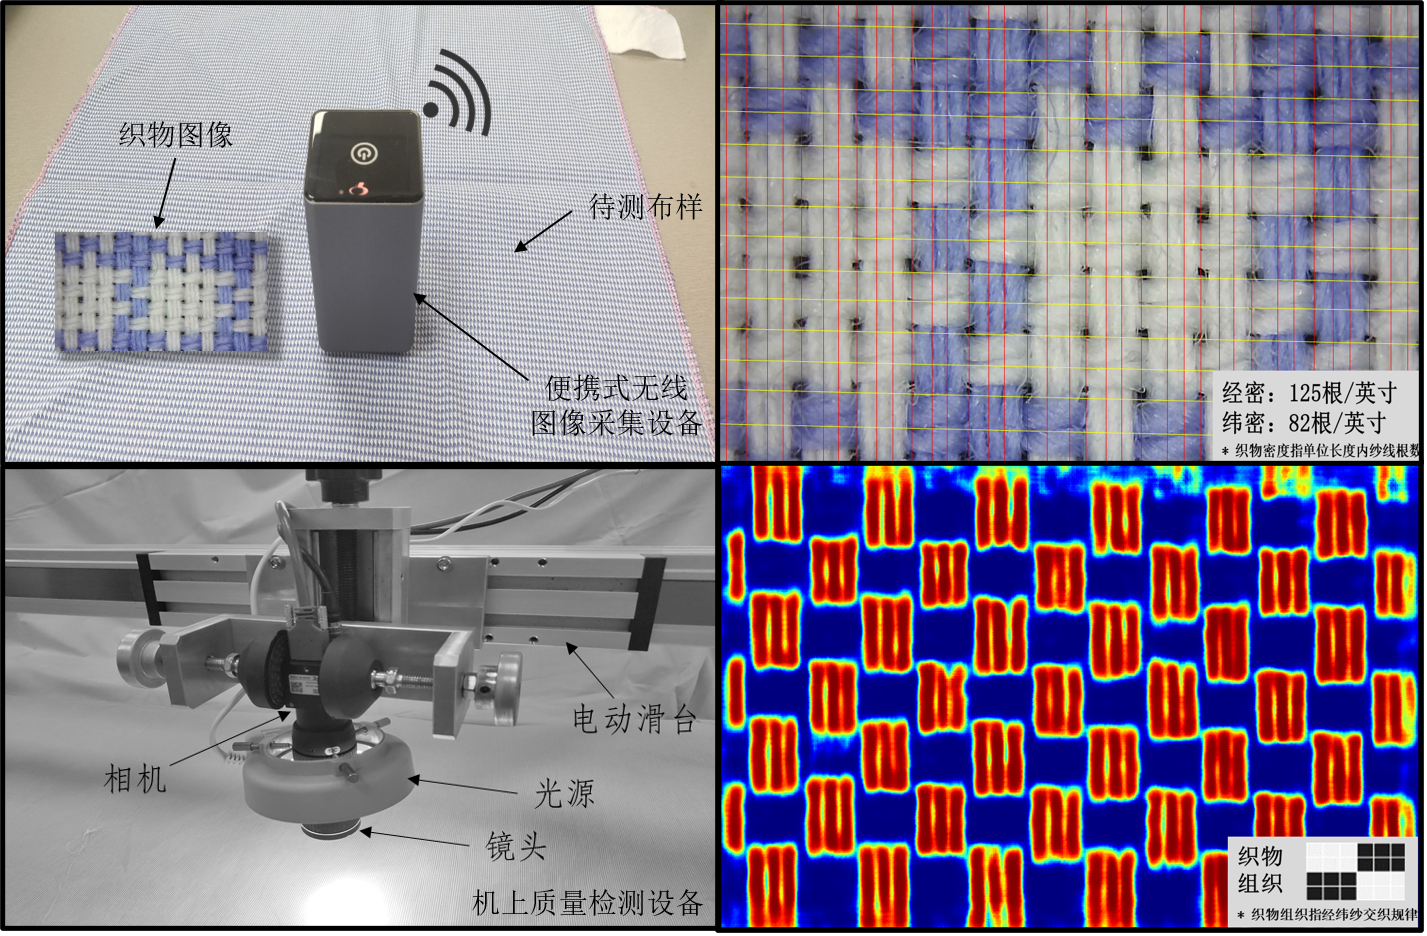 织物图像
待测布样
便携式无线
图像采集设备
经密：125根/英寸
纬密：82根/英寸
* 织物密度指单位长度内纱线根数
电动滑台
相机
光源
镜头
机上质量检测设备
织物
组织
* 织物组织指经纬纱交织规律